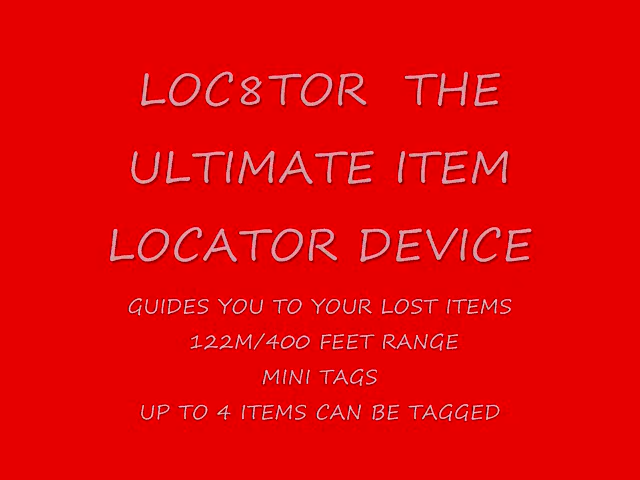 LOC8TOR THE
ULTIMATE ITEM
LOCATOR DEVICE
GUIDES YOU TO YOUR LOST ITEMS
122M/400 FEET RANGE
MINI TAGS
UP TO 4 ITEMS CAN BE TAGGED